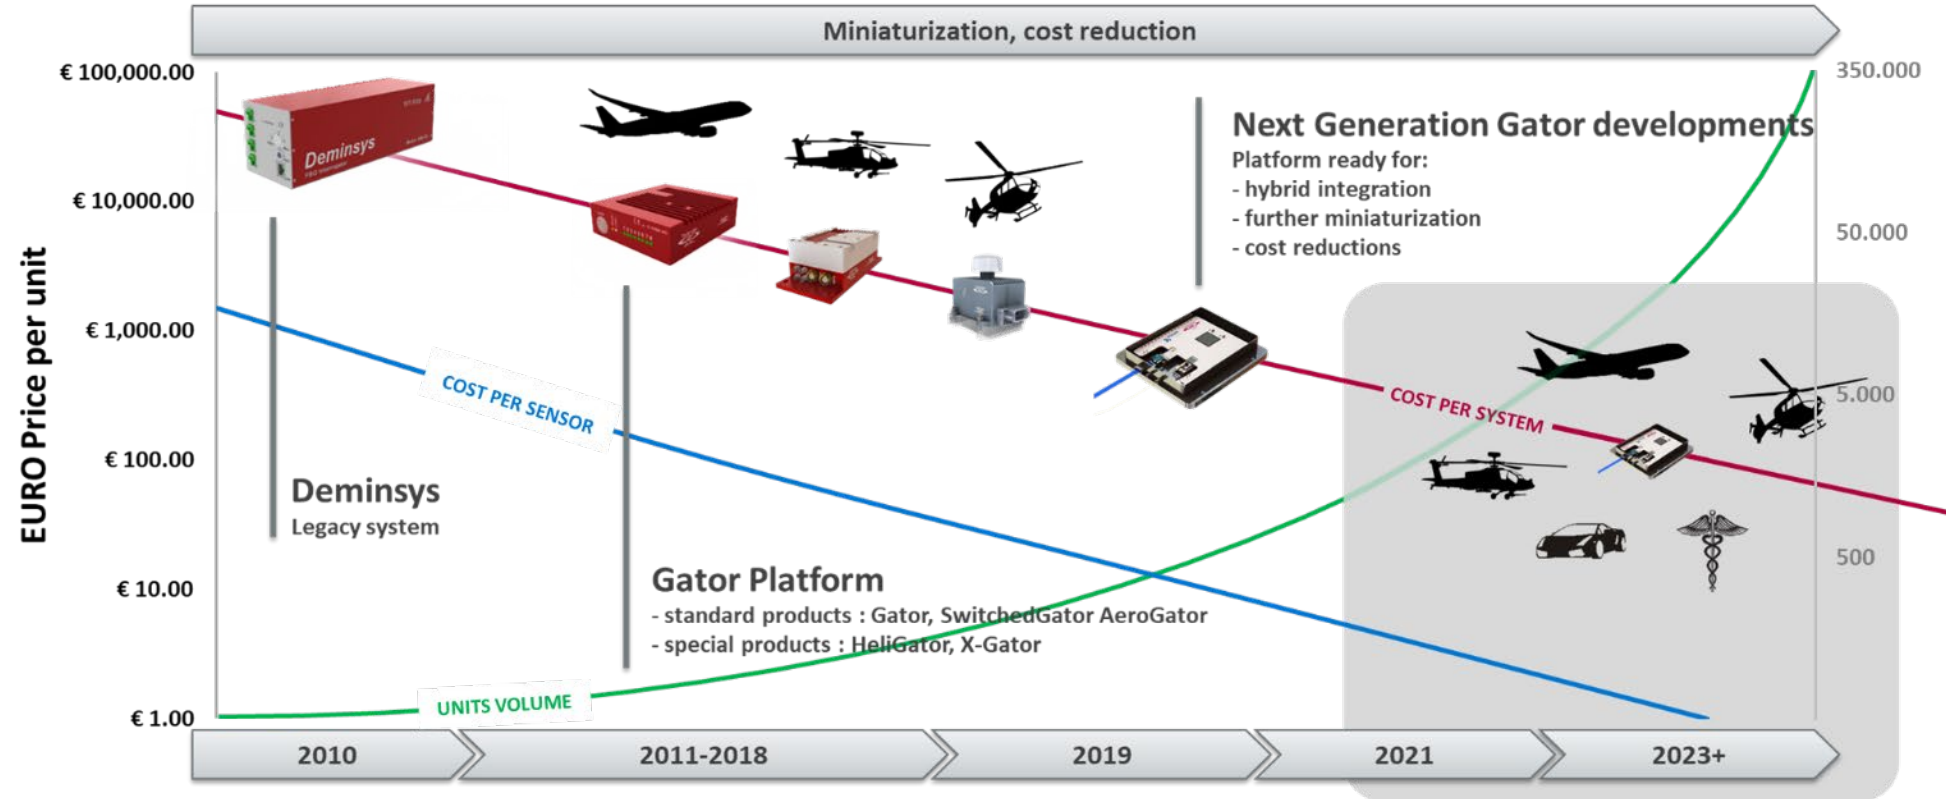 Miniaturization, cost reduction
€ 100,000.00
€ 10,000.00
€ 1,000.00
€ 100.00
€ 10.00
€ 1.00
EURO Price per unit
350.000
50.000
5.000
500
Deminsys
Deminsys
Legacy system
COST PER SENSOR
Gator Platform
- standard products : Gator, SwitchedGator AeroGator
- special products : HeliGator, X-Gator
UNITS VOLUME
Next Generation Gator developments
Platform ready for:
- hybrid integration
- further miniaturization
- cost reductions
COST PER SYSTEM
2010
2011-2018
2019
2021
2023+